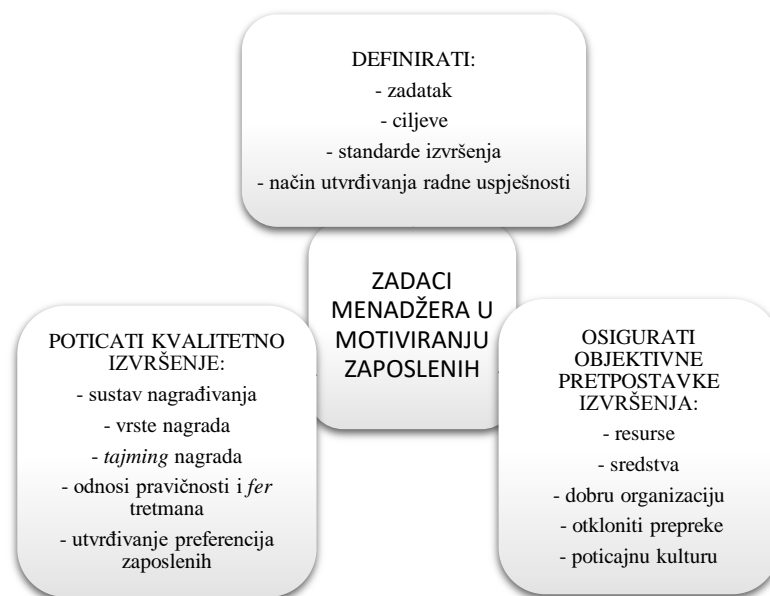 DEFINIRATI:
- zadatak
- ciljeve
- standarde izvršenja
- način utvrđivanja radne uspješnosti
ZADACI
MENADŽERA U
MOTIVIRANJU
ZAPOSLENIH
POTICATI KVALITETNO
IZVRŠENJE:
- sustav nagrađivanja
- vrste nagrada
- tajming nagrada
- odnosi pravičnosti i fer
tretmana
- utvrđivanje preferencija
zaposlenih
OSIGURATI
OBJEKTIVNE
PRETPOSTAVKE
IZVRŠENJA:
- resurse
- sredstva
- dobru organizaciju
- otkloniti prepreke
- poticajnu kulturu